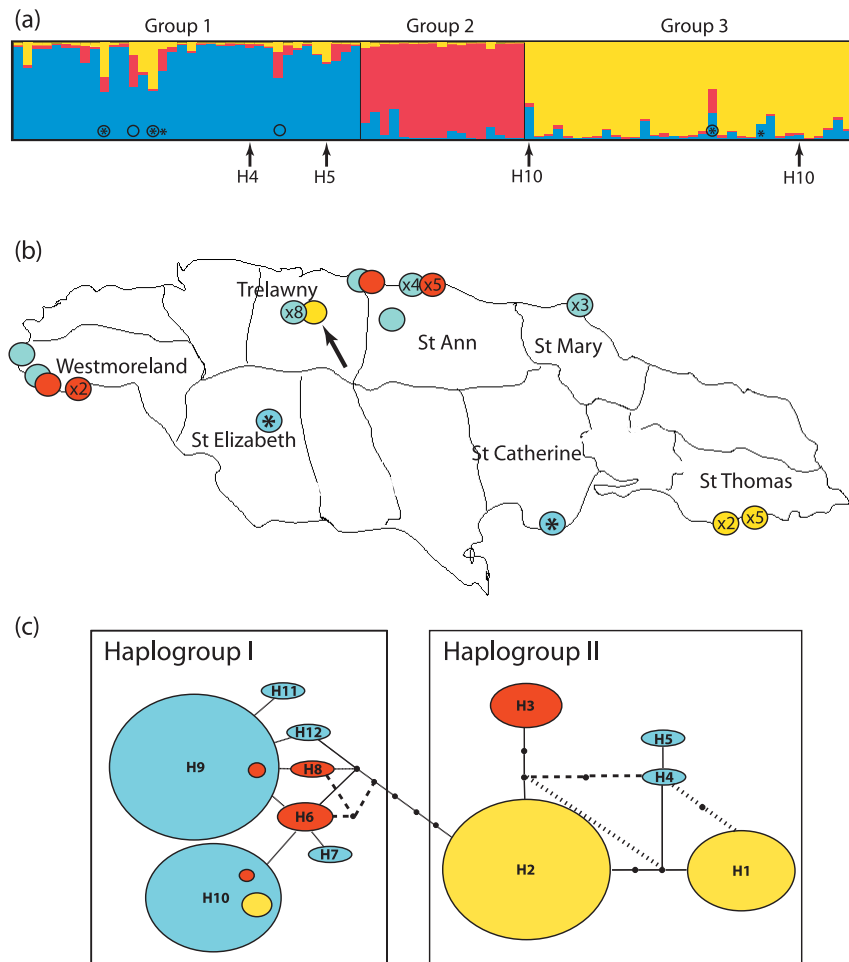 (a)
Group 1 Group 2 Group 3
* * * * *
H4 H5 H10 H10
(b)
Trelawny
x4 x5
x8
x3
St Ann
St Mary
Westmoreland
x2
*
St Elizabeth
St Catherine
St Thomas
*
x2 x5
(c)
Haplogroup I
Haplogroup II
H11
H3
H12
H5
H9
H8
H4
H6
H7
H2
H1
H10